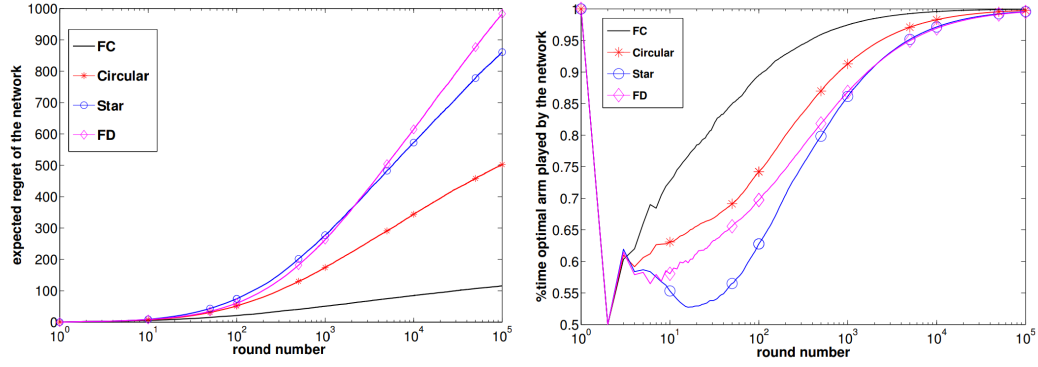 expected regret of the network
1000
900
800
700
600
500
400
300
200
100
0
FC
Circular
Star
FD
10^0
10^1
10^2
10^3
10^4
10^5
round number
%time optimal arm played by the network
1
0.95
0.9
0.85
0.8
0.75
0.7
0.65
0.6
0.55
0.5
FC
Circular
Star
FD
10^0
10^1
10^2
10^3
10^4
10^5
round number